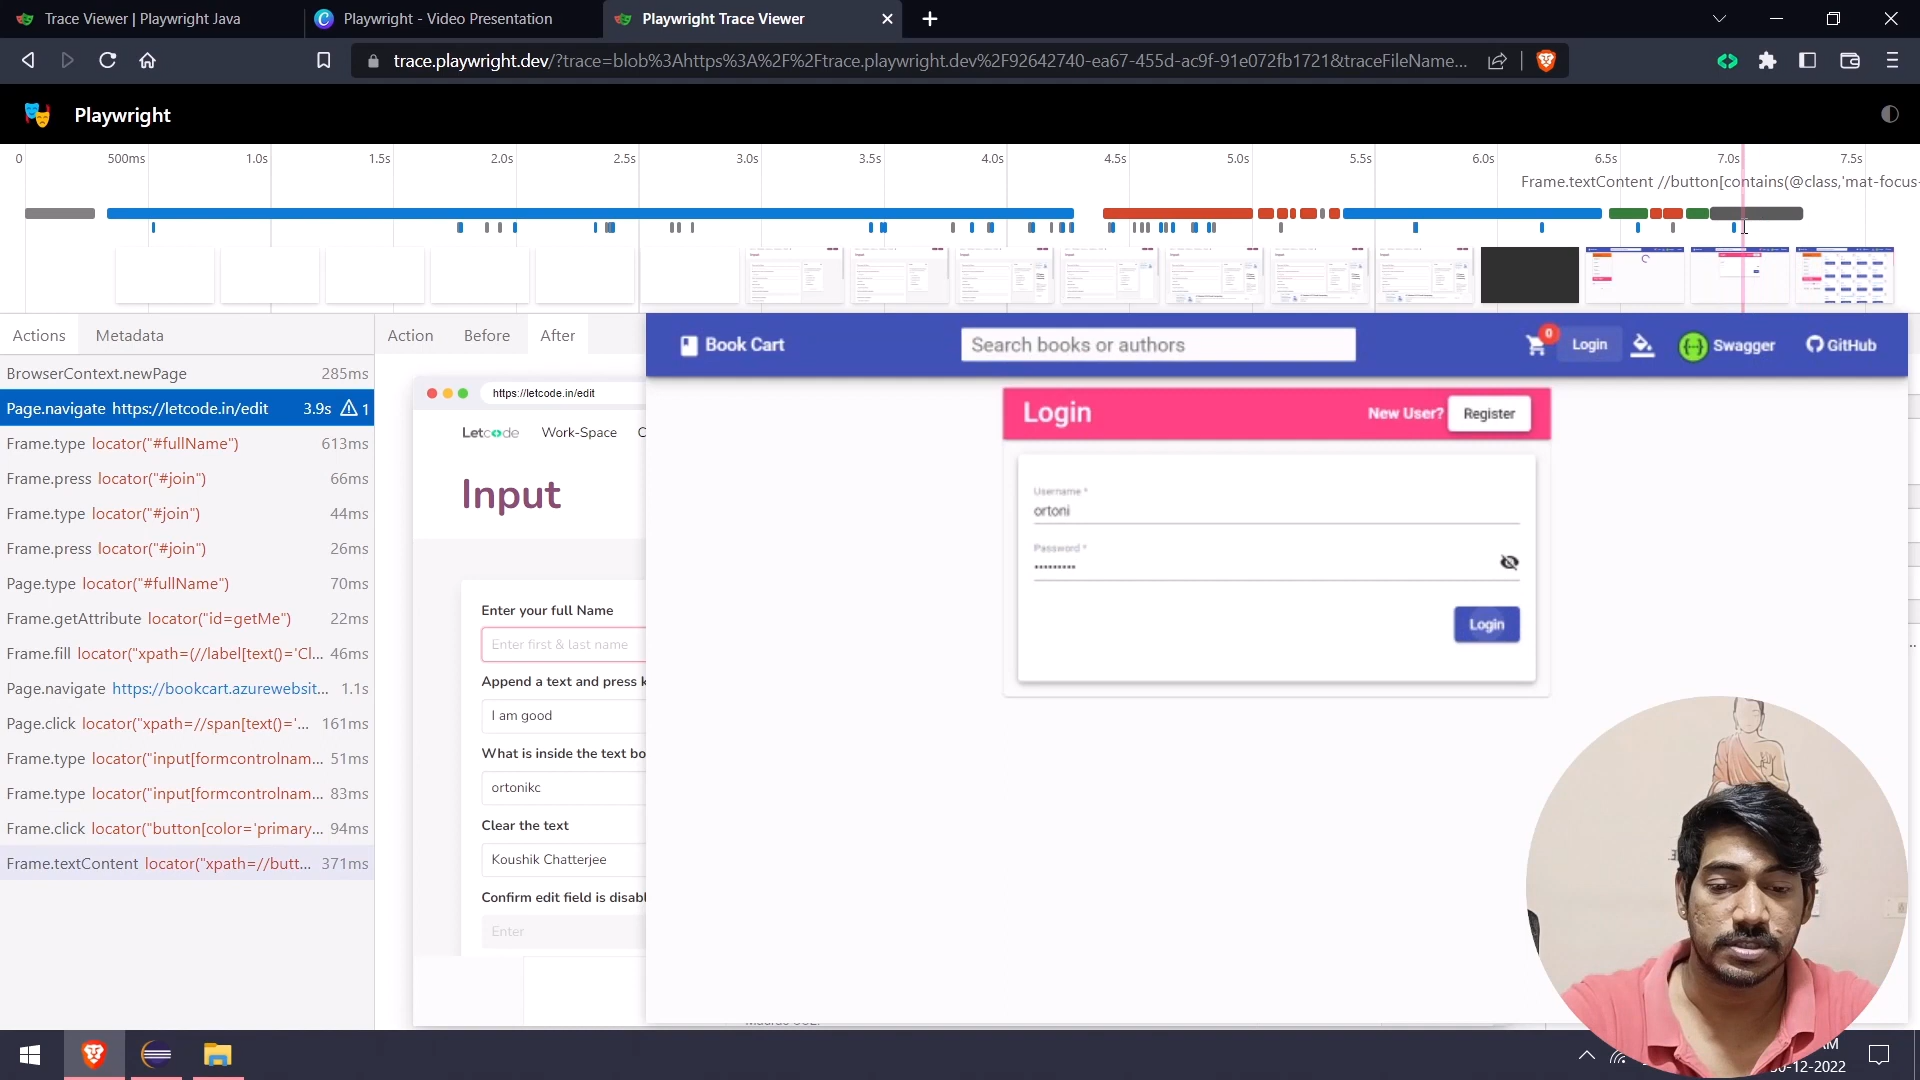 Trace Viewer | Playwright Java
Playwright - Video Presentation
Playwright Trace Viewer
trace.playwright.dev/?trace=blob%3Ahttps%3A%2F%2Ftrace.playwright.dev%2F92642740-ea67-455d-ac9f-91e072fb1721&traceFileName...
Playwright
0 500ms 1.0s 1.5s 2.0s 2.5s 3.0s 3.5s 4.0s 4.5s 5.0s 5.5s 6.0s 6.5s 7.0s 7.5s
Frame.textContent //button[contains(@class,'mat-focus-
Actions Metadata
Action Before After
BrowserContext.newPage 285ms
Page.navigate https://letcode.in/edit 3.9s 1
Frame.type locator("#fullName") 613ms
Frame.press locator("#join") 66ms
Frame.type locator("#join") 44ms
Frame.press locator("#join") 26ms
Page.type locator("#fullName") 70ms
Frame.getAttribute locator("id=getMe") 22ms
Frame.fill locator("xpath=(//label[text()='Cl... 46ms
Page.navigate https://bookcart.azurewebsit... 1.1s
Page.click locator("xpath=//span[text()='... 161ms
Frame.type locator("input[formcontrolnam... 51ms
Frame.type locator("input[formcontrolnam... 83ms
Frame.click locator("button[color='primary... 94ms
Frame.textContent locator("xpath=//butt... 371ms
https://letcode.in/edit
Letcode Work-Space C
Input
Enter your full Name
Enter first & last name
Append a text and press k
I am good
What is inside the text bo
ortonikc
Clear the text
Koushik Chatterjee
Confirm edit field is disabl
Enter
Book Cart
Search books or authors
0
Login
Swagger
GitHub
Login
New User? Register
Username *
ortoni
Password *
•••••••••
Login
AM
-12-2022